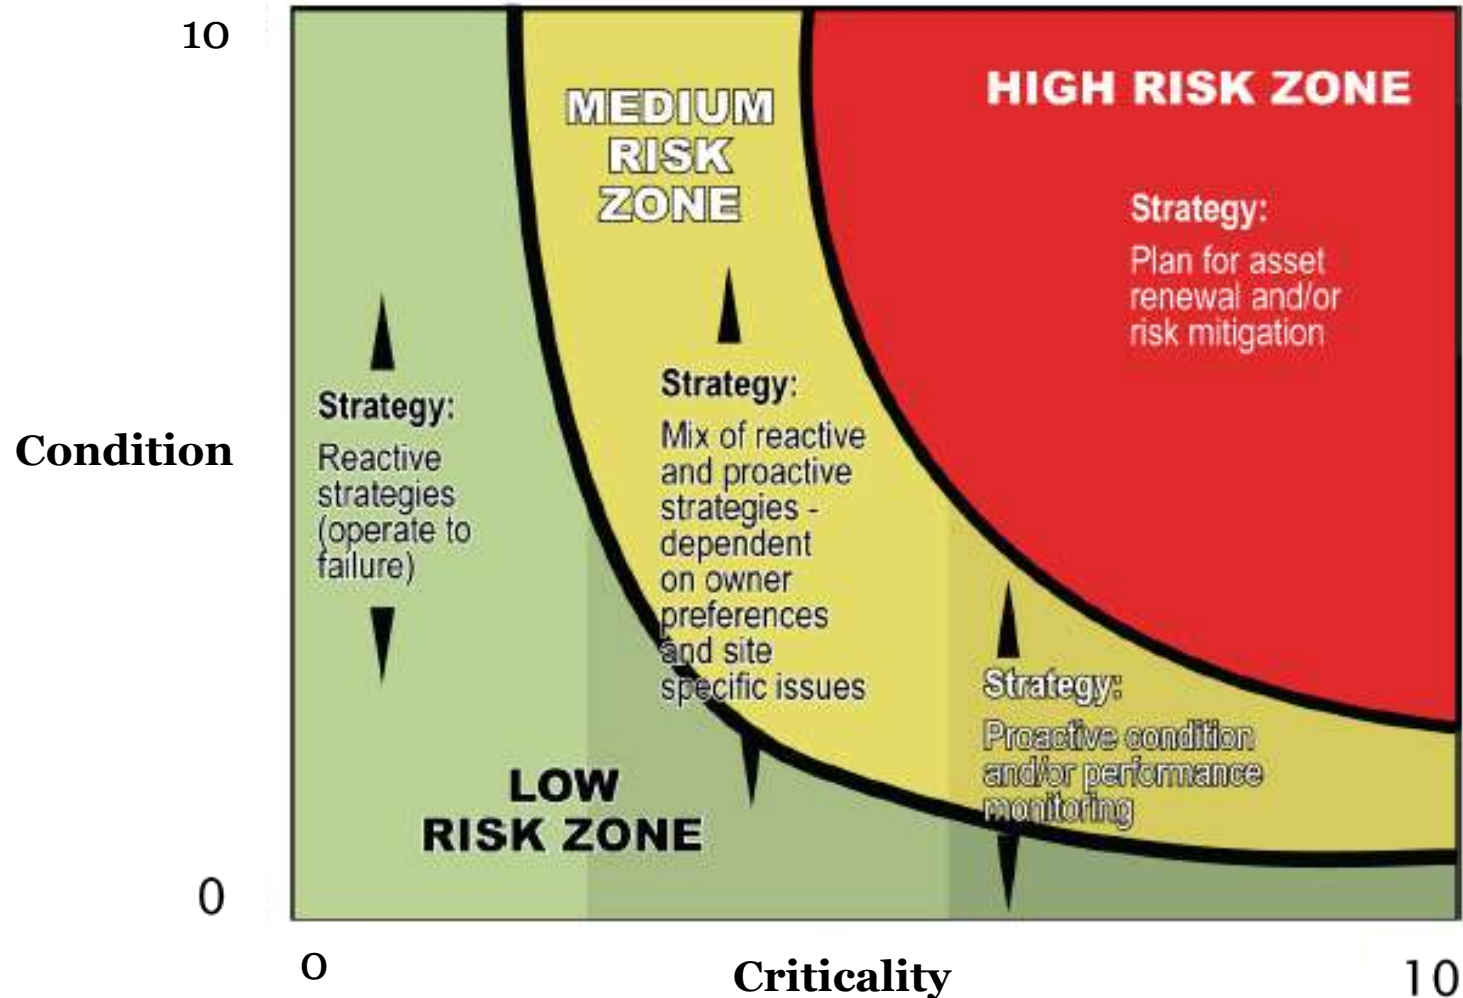 10
MEDIUM
RISK
ZONE
HIGH RISK ZONE
Strategy:
Plan for asset
renewal and/or
risk mitigation
Strategy:
Reactive
strategies
(operate to
failure)
Strategy:
Mix of reactive
and proactive
strategies -
dependent
on owner
preferences
and site
specific issues
Condition
Strategy:
Proactive condition
and/or performance
monitoring
LOW
RISK ZONE
0
0
Criticality
10